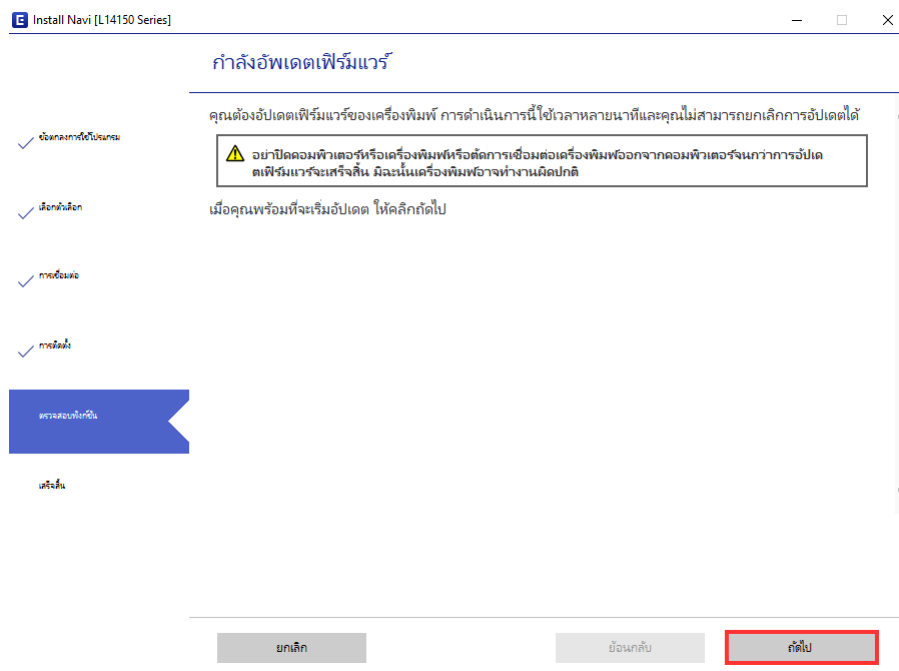 E Install Navi [L14150 Series]
กำลังอัพเดตเฟิร์มแวร์
คุณต้องอัปเดตเฟิร์มแวร์ของเครื่องพิมพ์ การดำเนินการนี้ใช้เวลาหลายนาทีและคุณไม่สามารถยกเลิกการอัปเดตได้
ข้อตกลงการใช้โปรแกรม
อย่าปิดคอมพิวเตอร์หรือเครื่องพิมพ์หรือตัดการเชื่อมต่อเครื่องพิมพ์ออกจากคอมพิวเตอร์จนกว่าการอัปเด
ตเฟิร์มแวร์จะเสร็จสิ้น มิฉะนั้นเครื่องพิมพ์อาจทำงานผิดปกติ
เลือกตัวเลือก
เมื่อคุณพร้อมที่จะเริ่มอัปเดต ให้คลิกถัดไป
การเชื่อมต่อ
การติดตั้ง
ตรวจสอบฟังก์ชัน
เสร็จสิ้น
ยกเลิก
ย้อนกลับ
ถัดไป